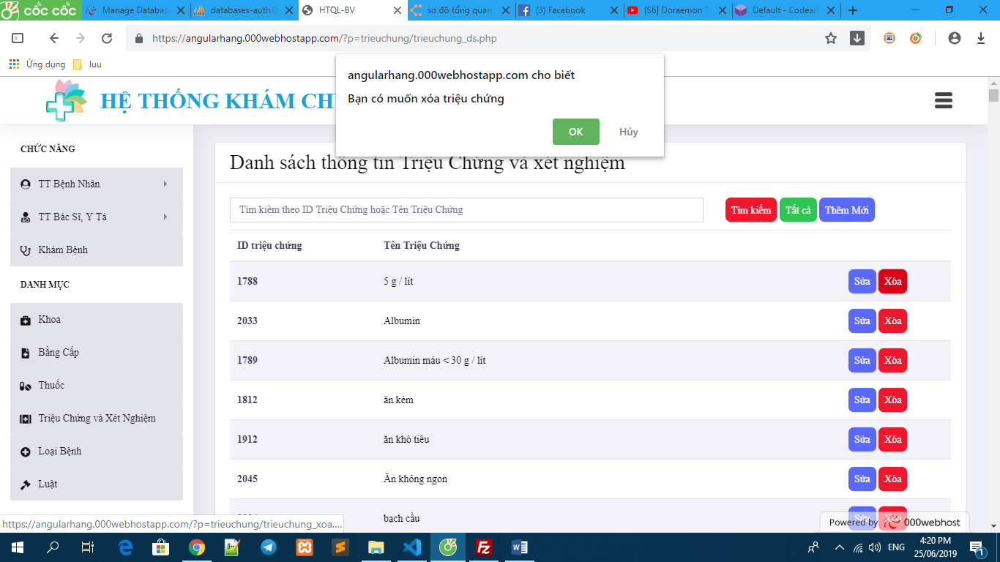 CỐC CỐC
Manage Databas
databases-auth.0
HTQL-BV
sơ đồ tổng quan
(3) Facebook
[S6] Doraemon T
Default - Codean
https://angularhang.000webhostapp.com/?p=trieuchung/trieuchung_ds.php
Ứng dụng
luu
angularhang.000webhostapp.com cho biết
Bạn có muốn xóa triệu chứng
OK
Hủy
HỆ THỐNG KHÁM
CHỨC NĂNG
TT Bệnh Nhân
TT Bác Sĩ, Y Tá
Khám Bệnh
DANH MỤC
Khoa
Bằng Cấp
Thuốc
Triệu Chứng và Xét Nghiệm
Loại Bệnh
Luật
Danh sách thông tin Triệu Chứng và xét nghiệm
Tìm kiếm theo ID Triệu Chứng hoặc Tên Triệu Chứng
Tìm kiếm
Tất cả
Thêm Mới
ID triệu chứng Tên Triệu Chứng
1788 5 g / lít Sửa Xóa
2033 Albumin Sửa Xóa
1789 Albumin máu < 30 g / lít Sửa Xóa
1812 ăn kém Sửa Xóa
1912 ăn khó tiêu Sửa Xóa
2045 Ăn không ngon Sửa Xóa
bạch cầu Sửa Xóa
Powered by 000webhost
https://angularhang.000webhostapp.com/?p=trieuchung/trieuchung_xoa....
ENG
4:20 PM
25/06/2019
1